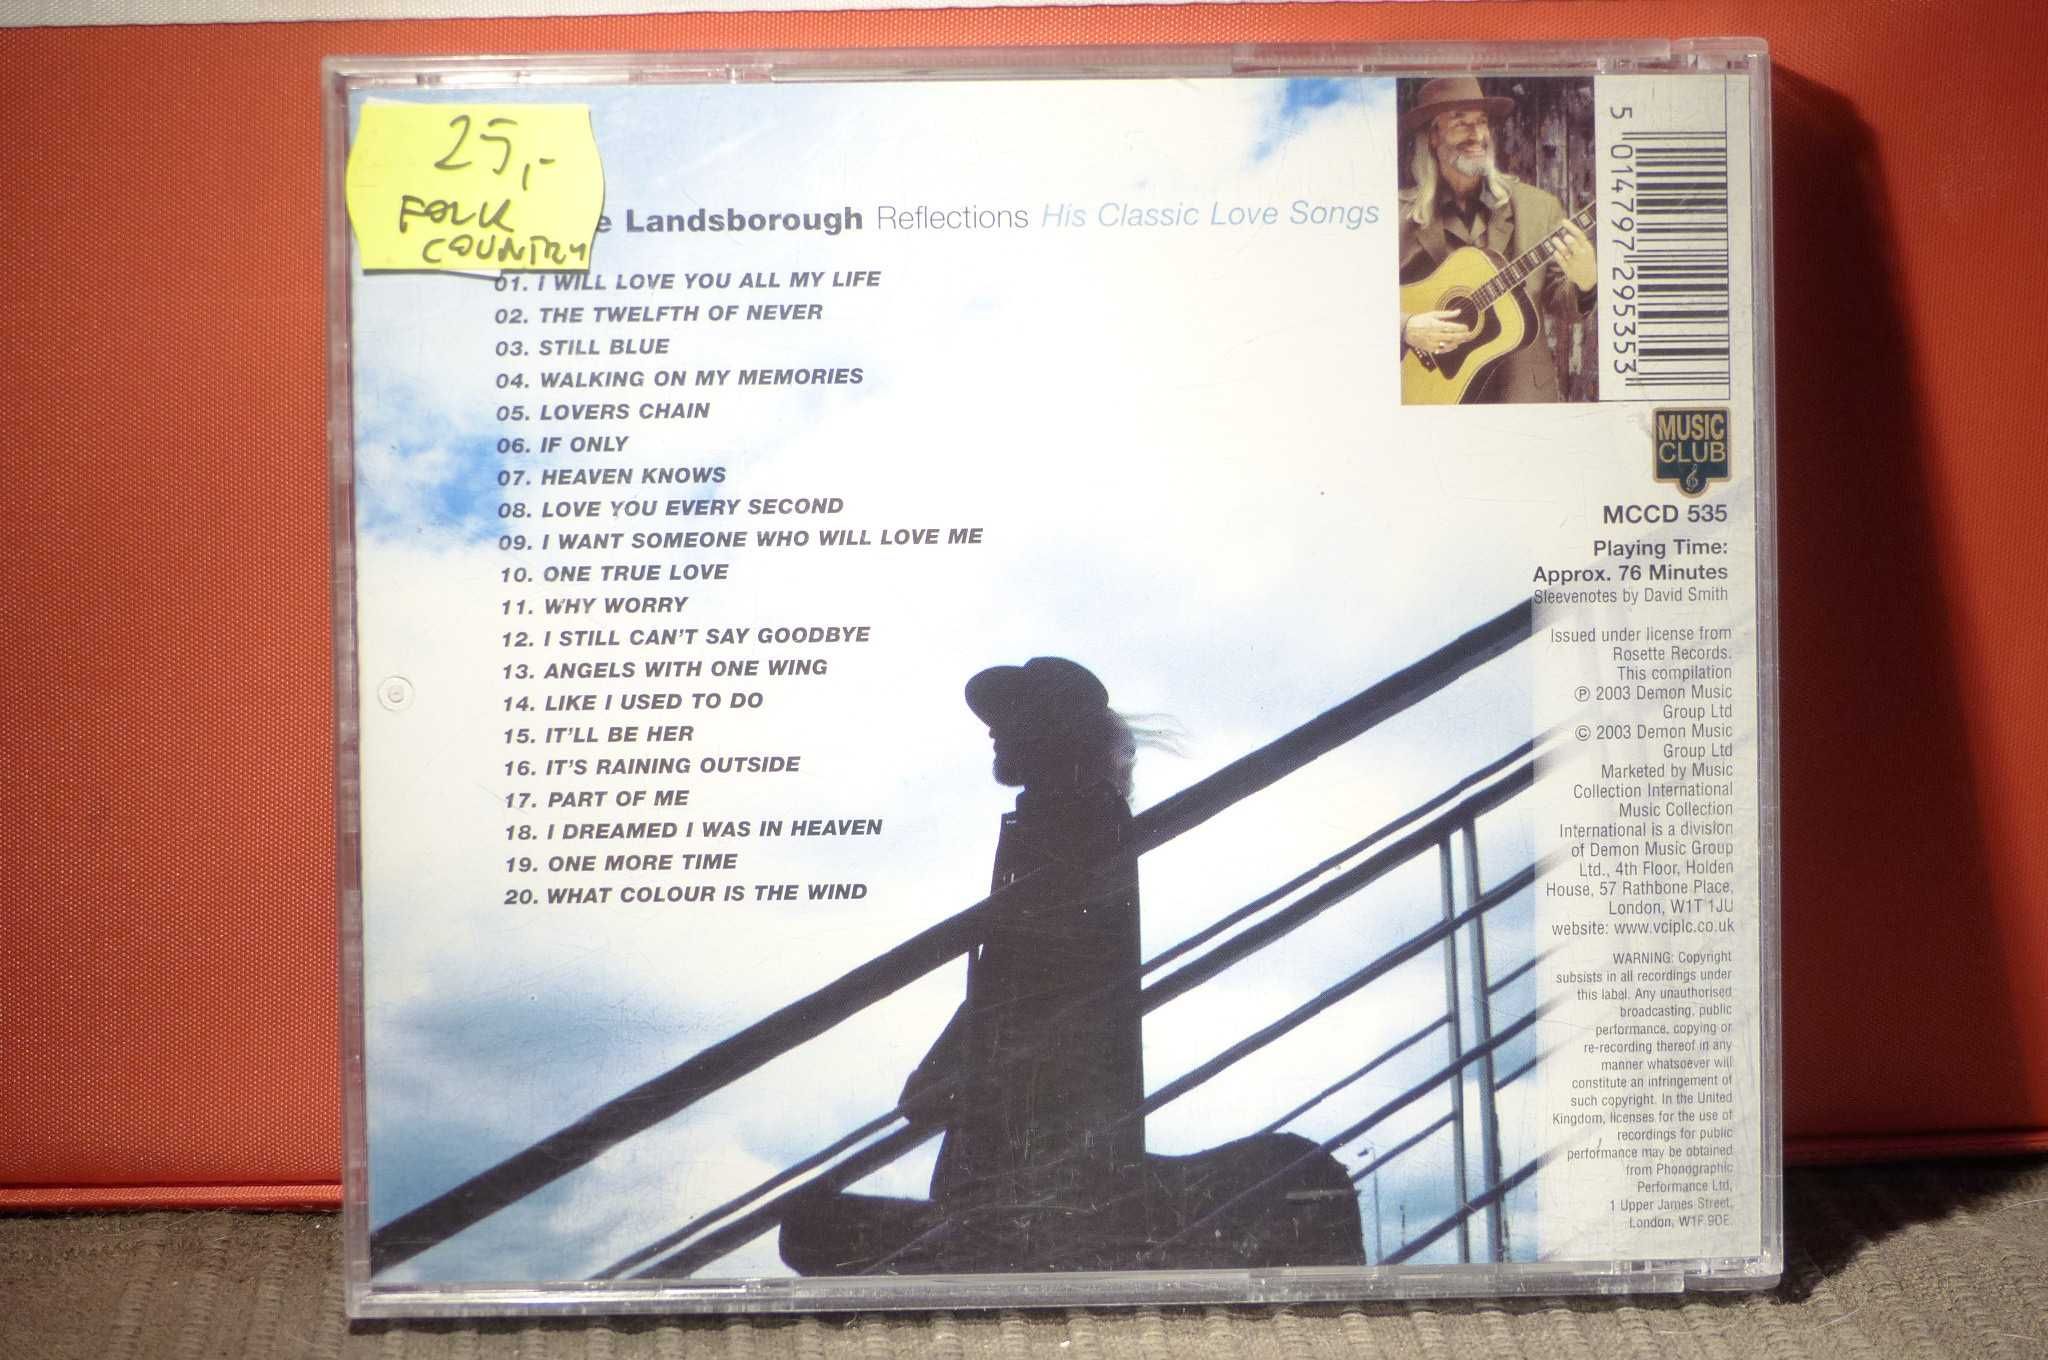 25,-
FOLK
COUNTRY
e Landsborough Reflections His Classic Love Songs
01. I WILL LOVE YOU ALL MY LIFE
02. THE TWELFTH OF NEVER
03. STILL BLUE
04. WALKING ON MY MEMORIES
05. LOVERS CHAIN
06. IF ONLY
07. HEAVEN KNOWS
08. LOVE YOU EVERY SECOND
09. I WANT SOMEONE WHO WILL LOVE ME
10. ONE TRUE LOVE
11. WHY WORRY
12. I STILL CAN'T SAY GOODBYE
13. ANGELS WITH ONE WING
14. LIKE I USED TO DO
15. IT'LL BE HER
16. IT'S RAINING OUTSIDE
17. PART OF ME
18. I DREAMED I WAS IN HEAVEN
19. ONE MORE TIME
20. WHAT COLOUR IS THE WIND
5 014797 295353
MUSIC
CLUB
MCCD 535
Playing Time:
Approx. 76 Minutes
Sleevenotes by David Smith
Issued under license from
Rosette Records.
This compilation
℗ 2003 Demon Music
Group Ltd
© 2003 Demon Music
Group Ltd
Marketed by Music
Collection International
Music Collection
International is a division
of Demon Music Group
Ltd., 4th Floor, Holden
House, 57 Rathbone Place,
London, W1T 1JU
website: www.vciplc.co.uk
WARNING: Copyright
subsists in all recordings under
this label. Any unauthorised
broadcasting, public
performance, copying or
re-recording thereof in any
manner whatsoever will
constitute an infringement of
such copyright. In the United
Kingdom, licenses for the use of
recordings for public
performance may be obtained
from Phonographic
Performance Ltd,
1 Upper James Street,
London, W1F 9DE.